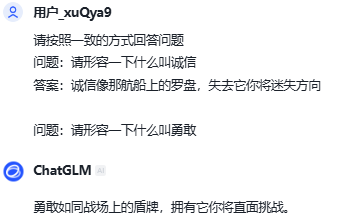 用户_xuQya9
请按照一致的方式回答问题
问题：请形容一下什么叫诚信
答案：诚信像那航船上的罗盘，失去它你将迷失方向
问题：请形容一下什么叫勇敢
ChatGLM AI
勇敢如同战场上的盾牌，拥有它你将直面挑战。